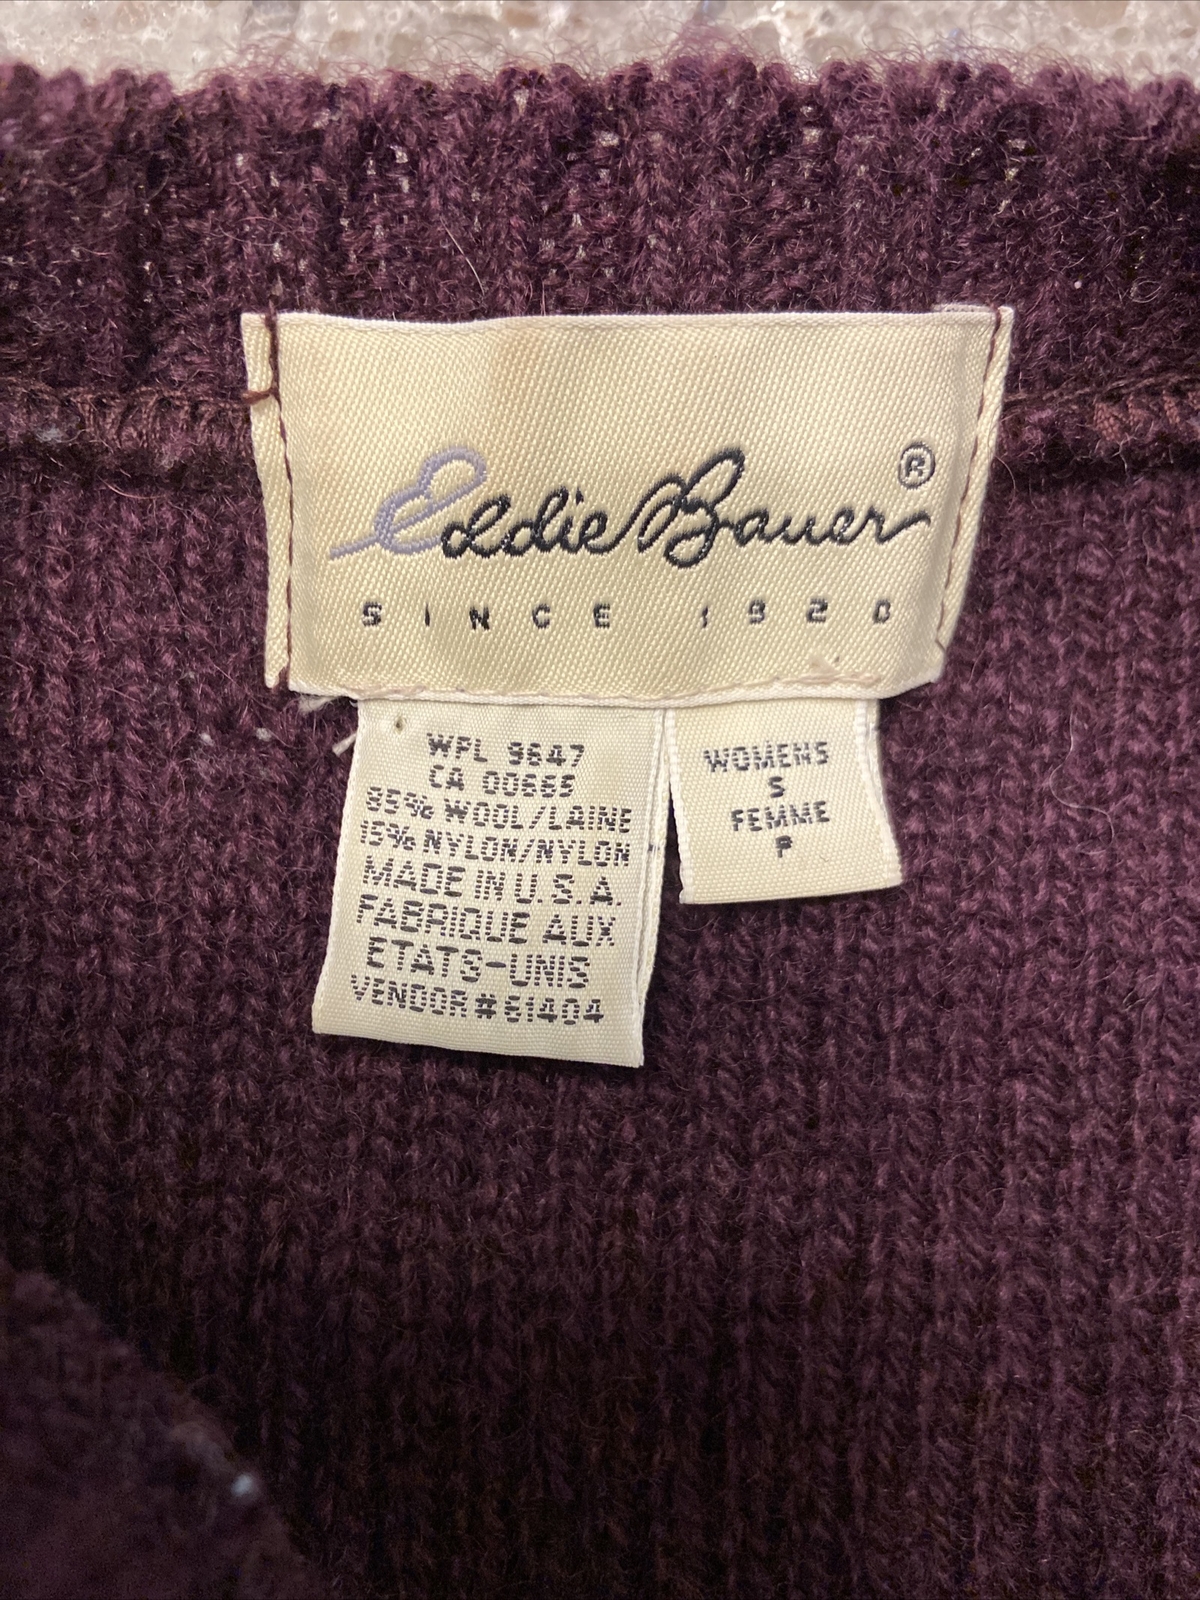 Eddie Bauer®
SINCE 1920
WPL 9647
CA 00665
85% WOOL/LAINE
15% NYLON/NYLON
MADE IN U.S.A.
FABRIQUE AUX
ETATS-UNIS
VENDOR # 61404
WOMENS
S
FEMME
P